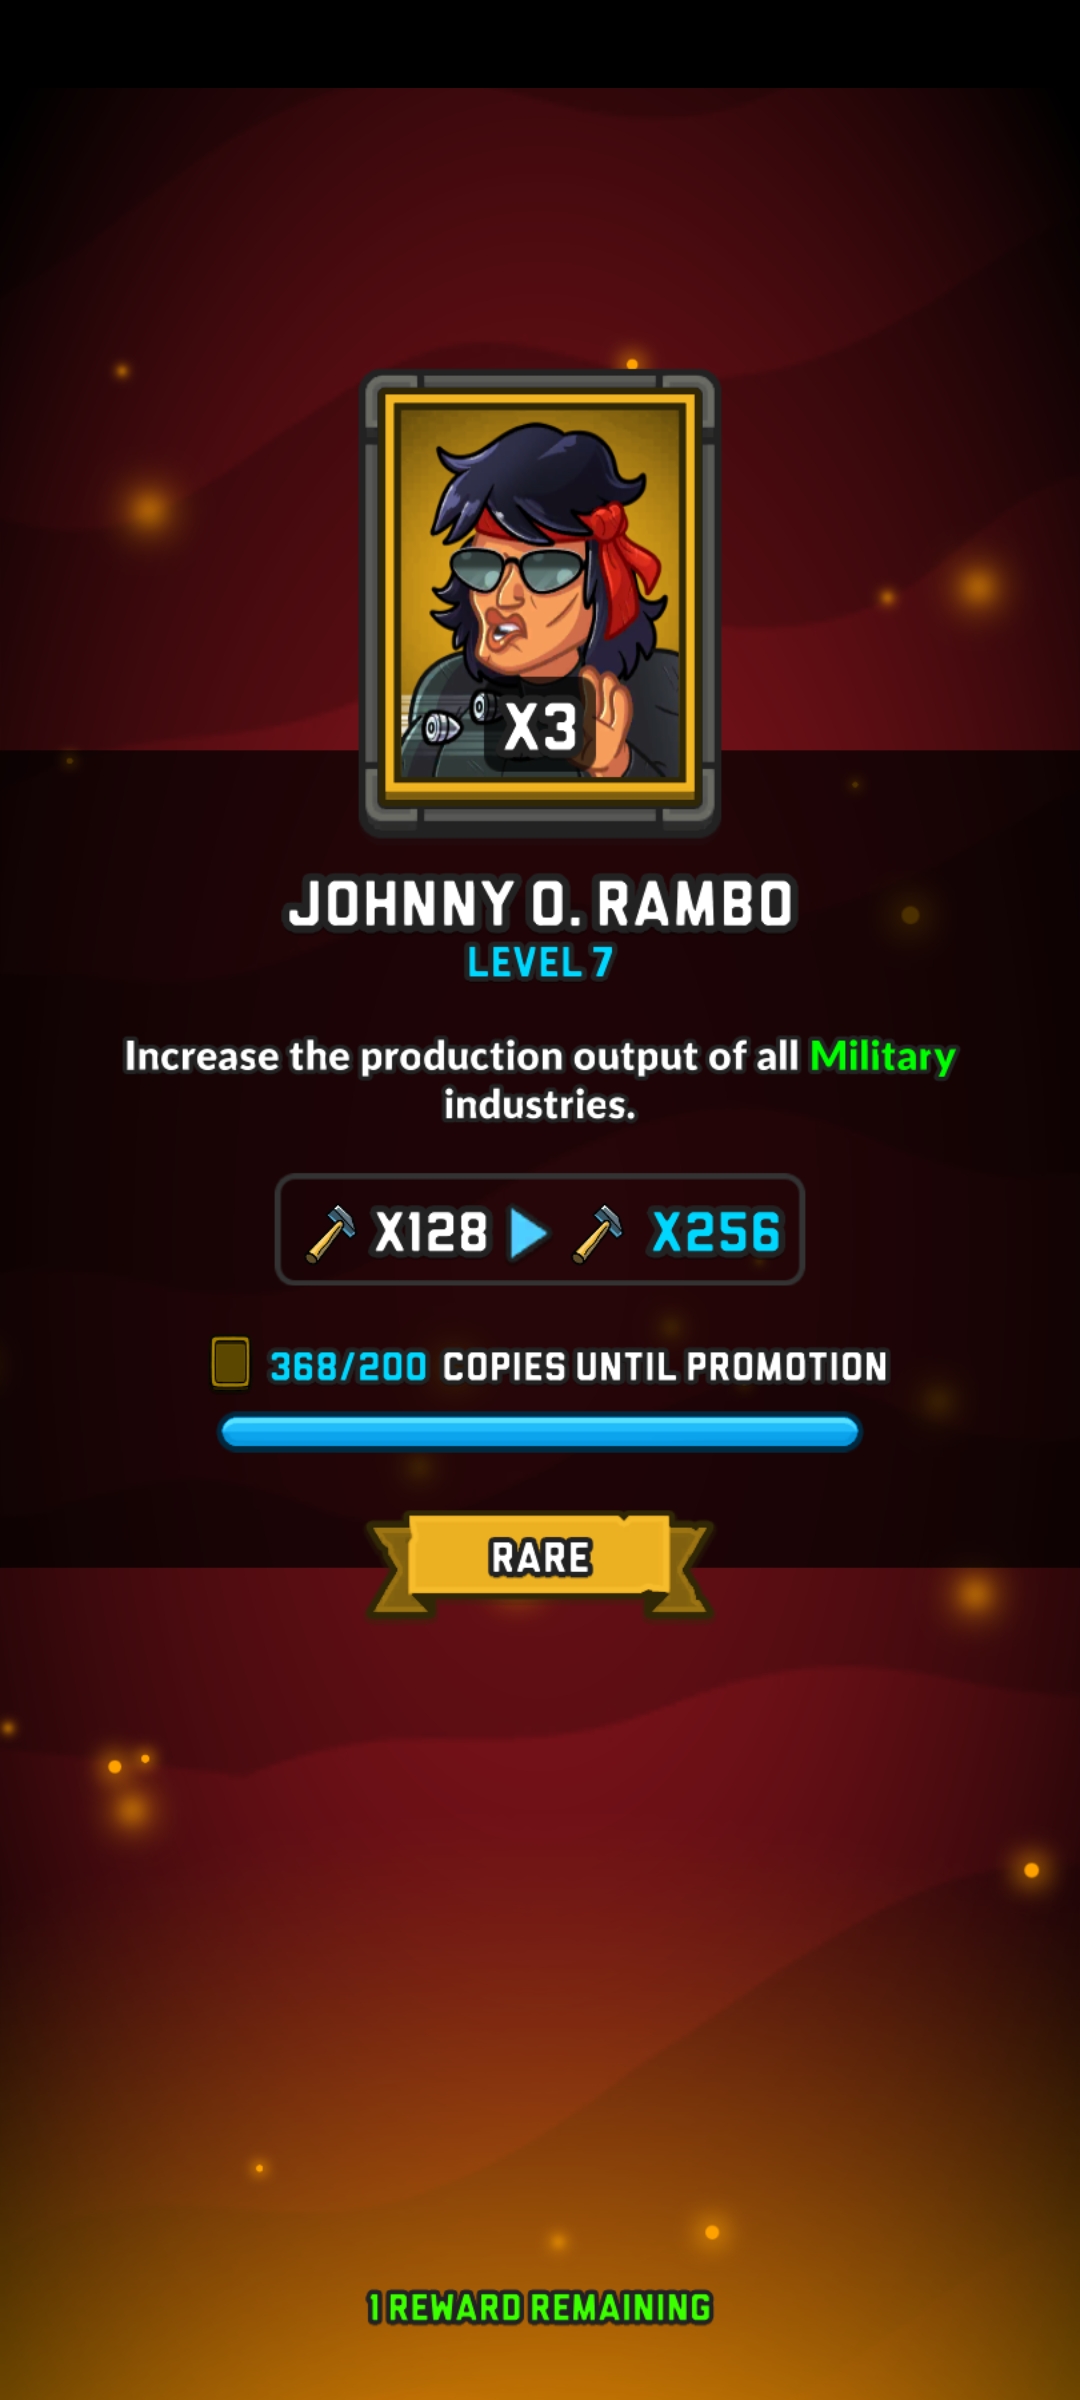 X3
JOHNNY O. RAMBO
LEVEL 7
Increase the production output of all Military
industries.
X128 X256
368/200 COPIES UNTIL PROMOTION
RARE
1 REWARD REMAINING